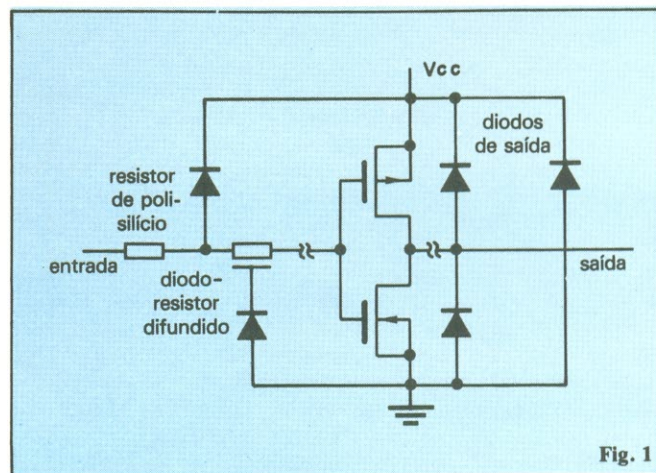 Vcc
diodos
de saída
resistor
de poli-
silício
entrada
diodo-
resistor
difundido
saída
Fig. 1